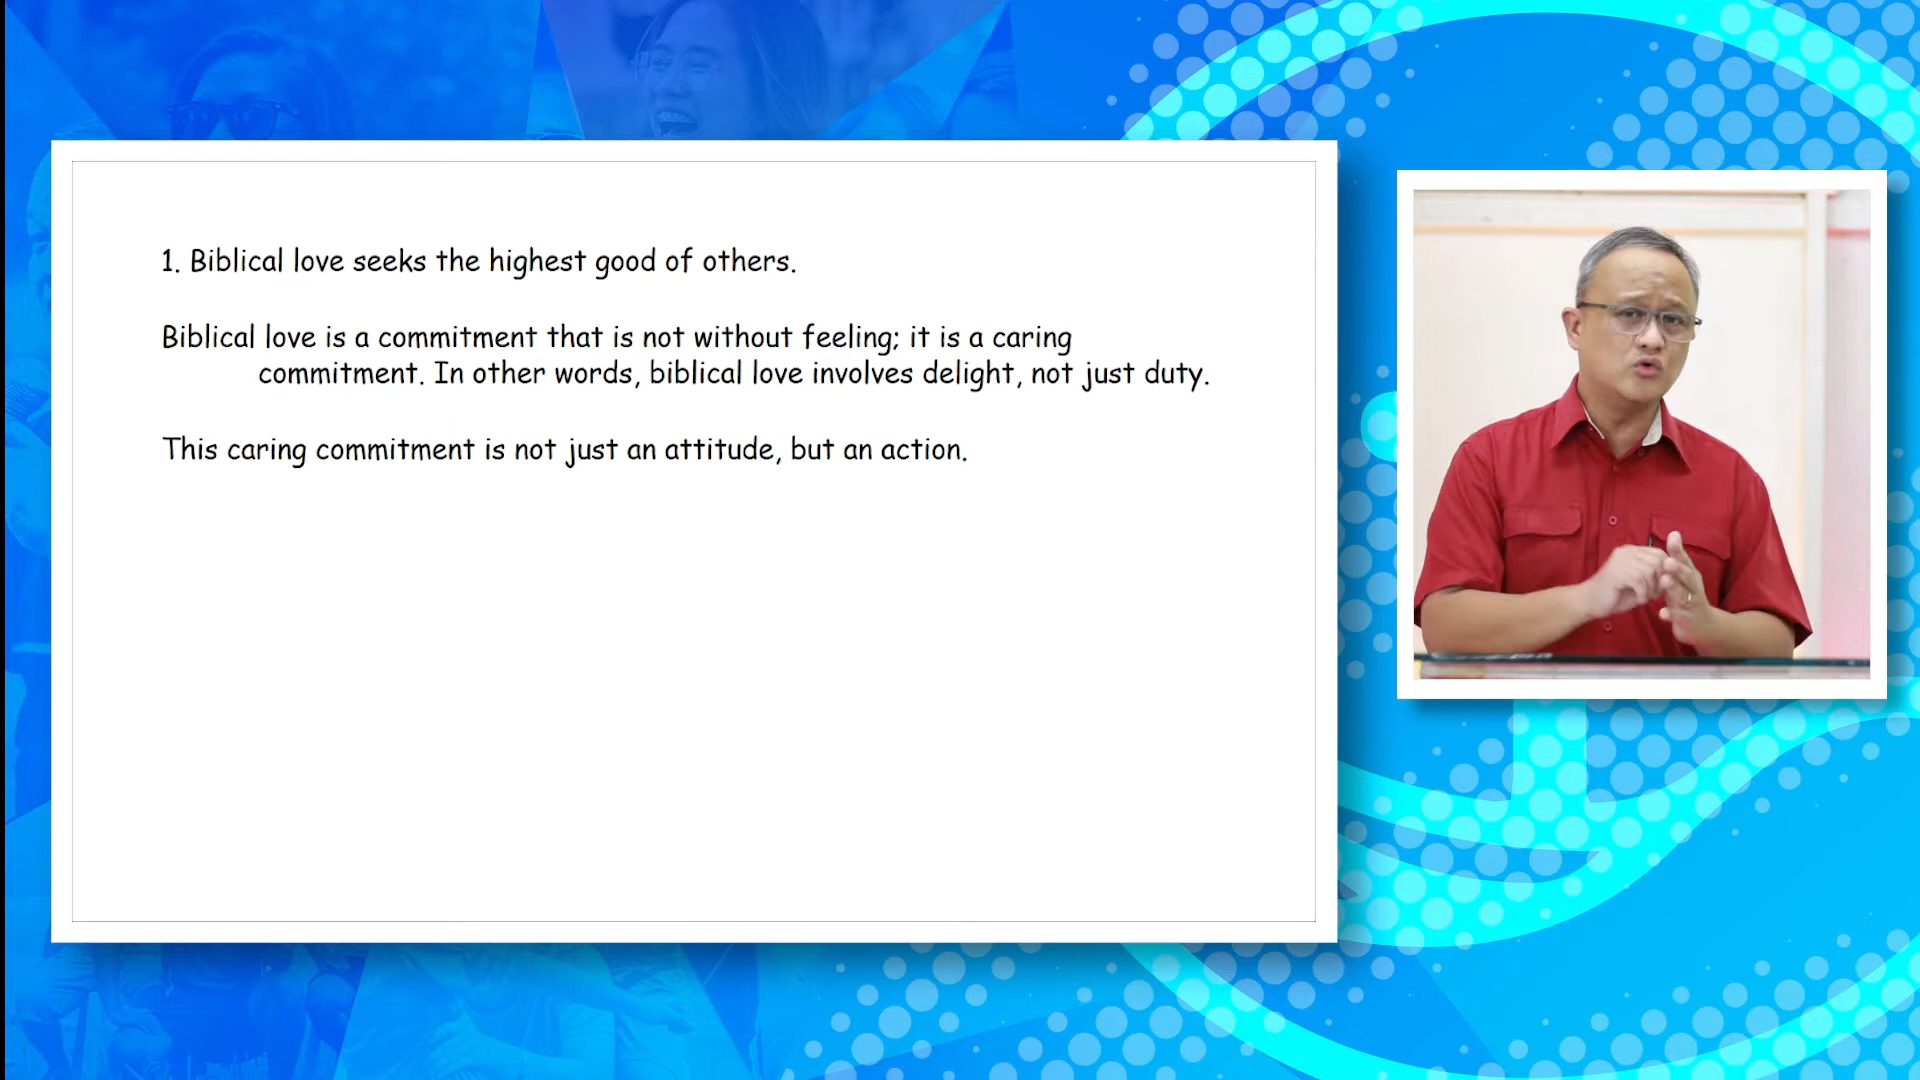 1. Biblical love seeks the highest good of others.
Biblical love is a commitment that is not without feeling; it is a caring
commitment. In other words, biblical love involves delight, not just duty.
This caring commitment is not just an attitude, but an action.